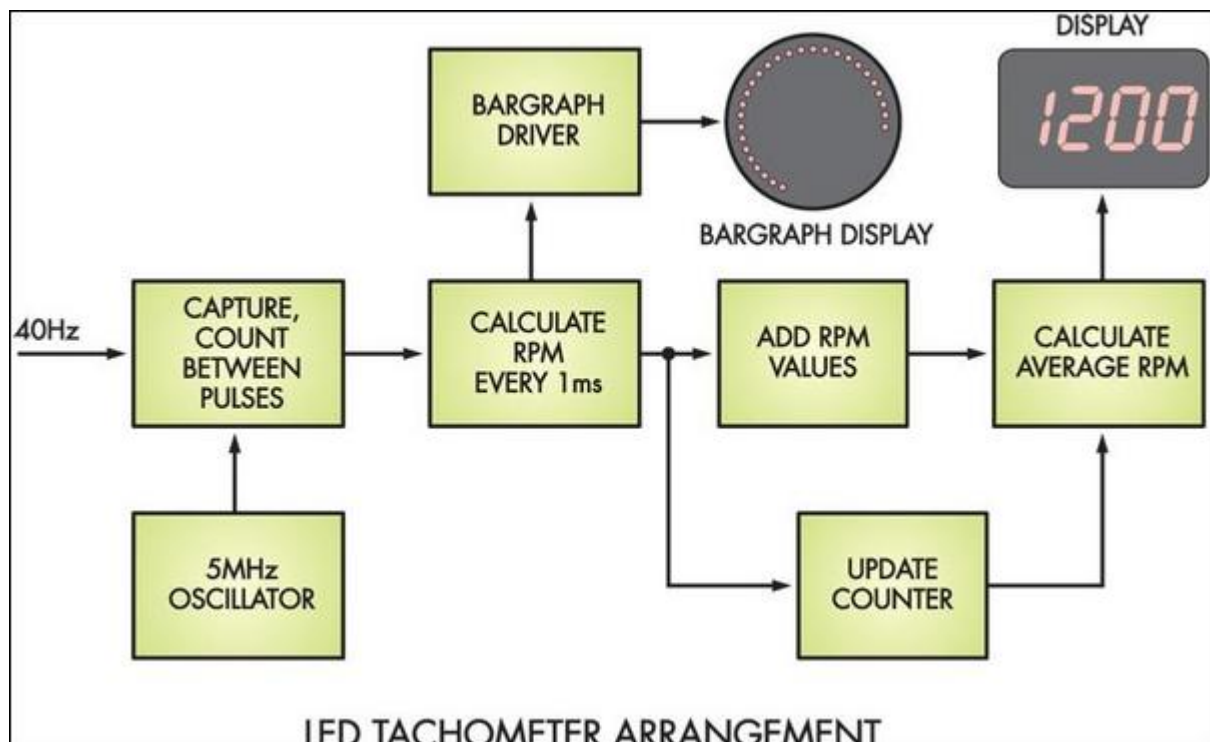 DISPLAY
1200
BARGRAPH
DRIVER
BARGRAPH DISPLAY
40Hz
CAPTURE,
COUNT
BETWEEN
PULSES
CALCULATE
RPM
EVERY 1ms
ADD RPM
VALUES
CALCULATE
AVERAGE RPM
5MHz
OSCILLATOR
UPDATE
COUNTER
LED TACHOMETER ARRANGEMENT